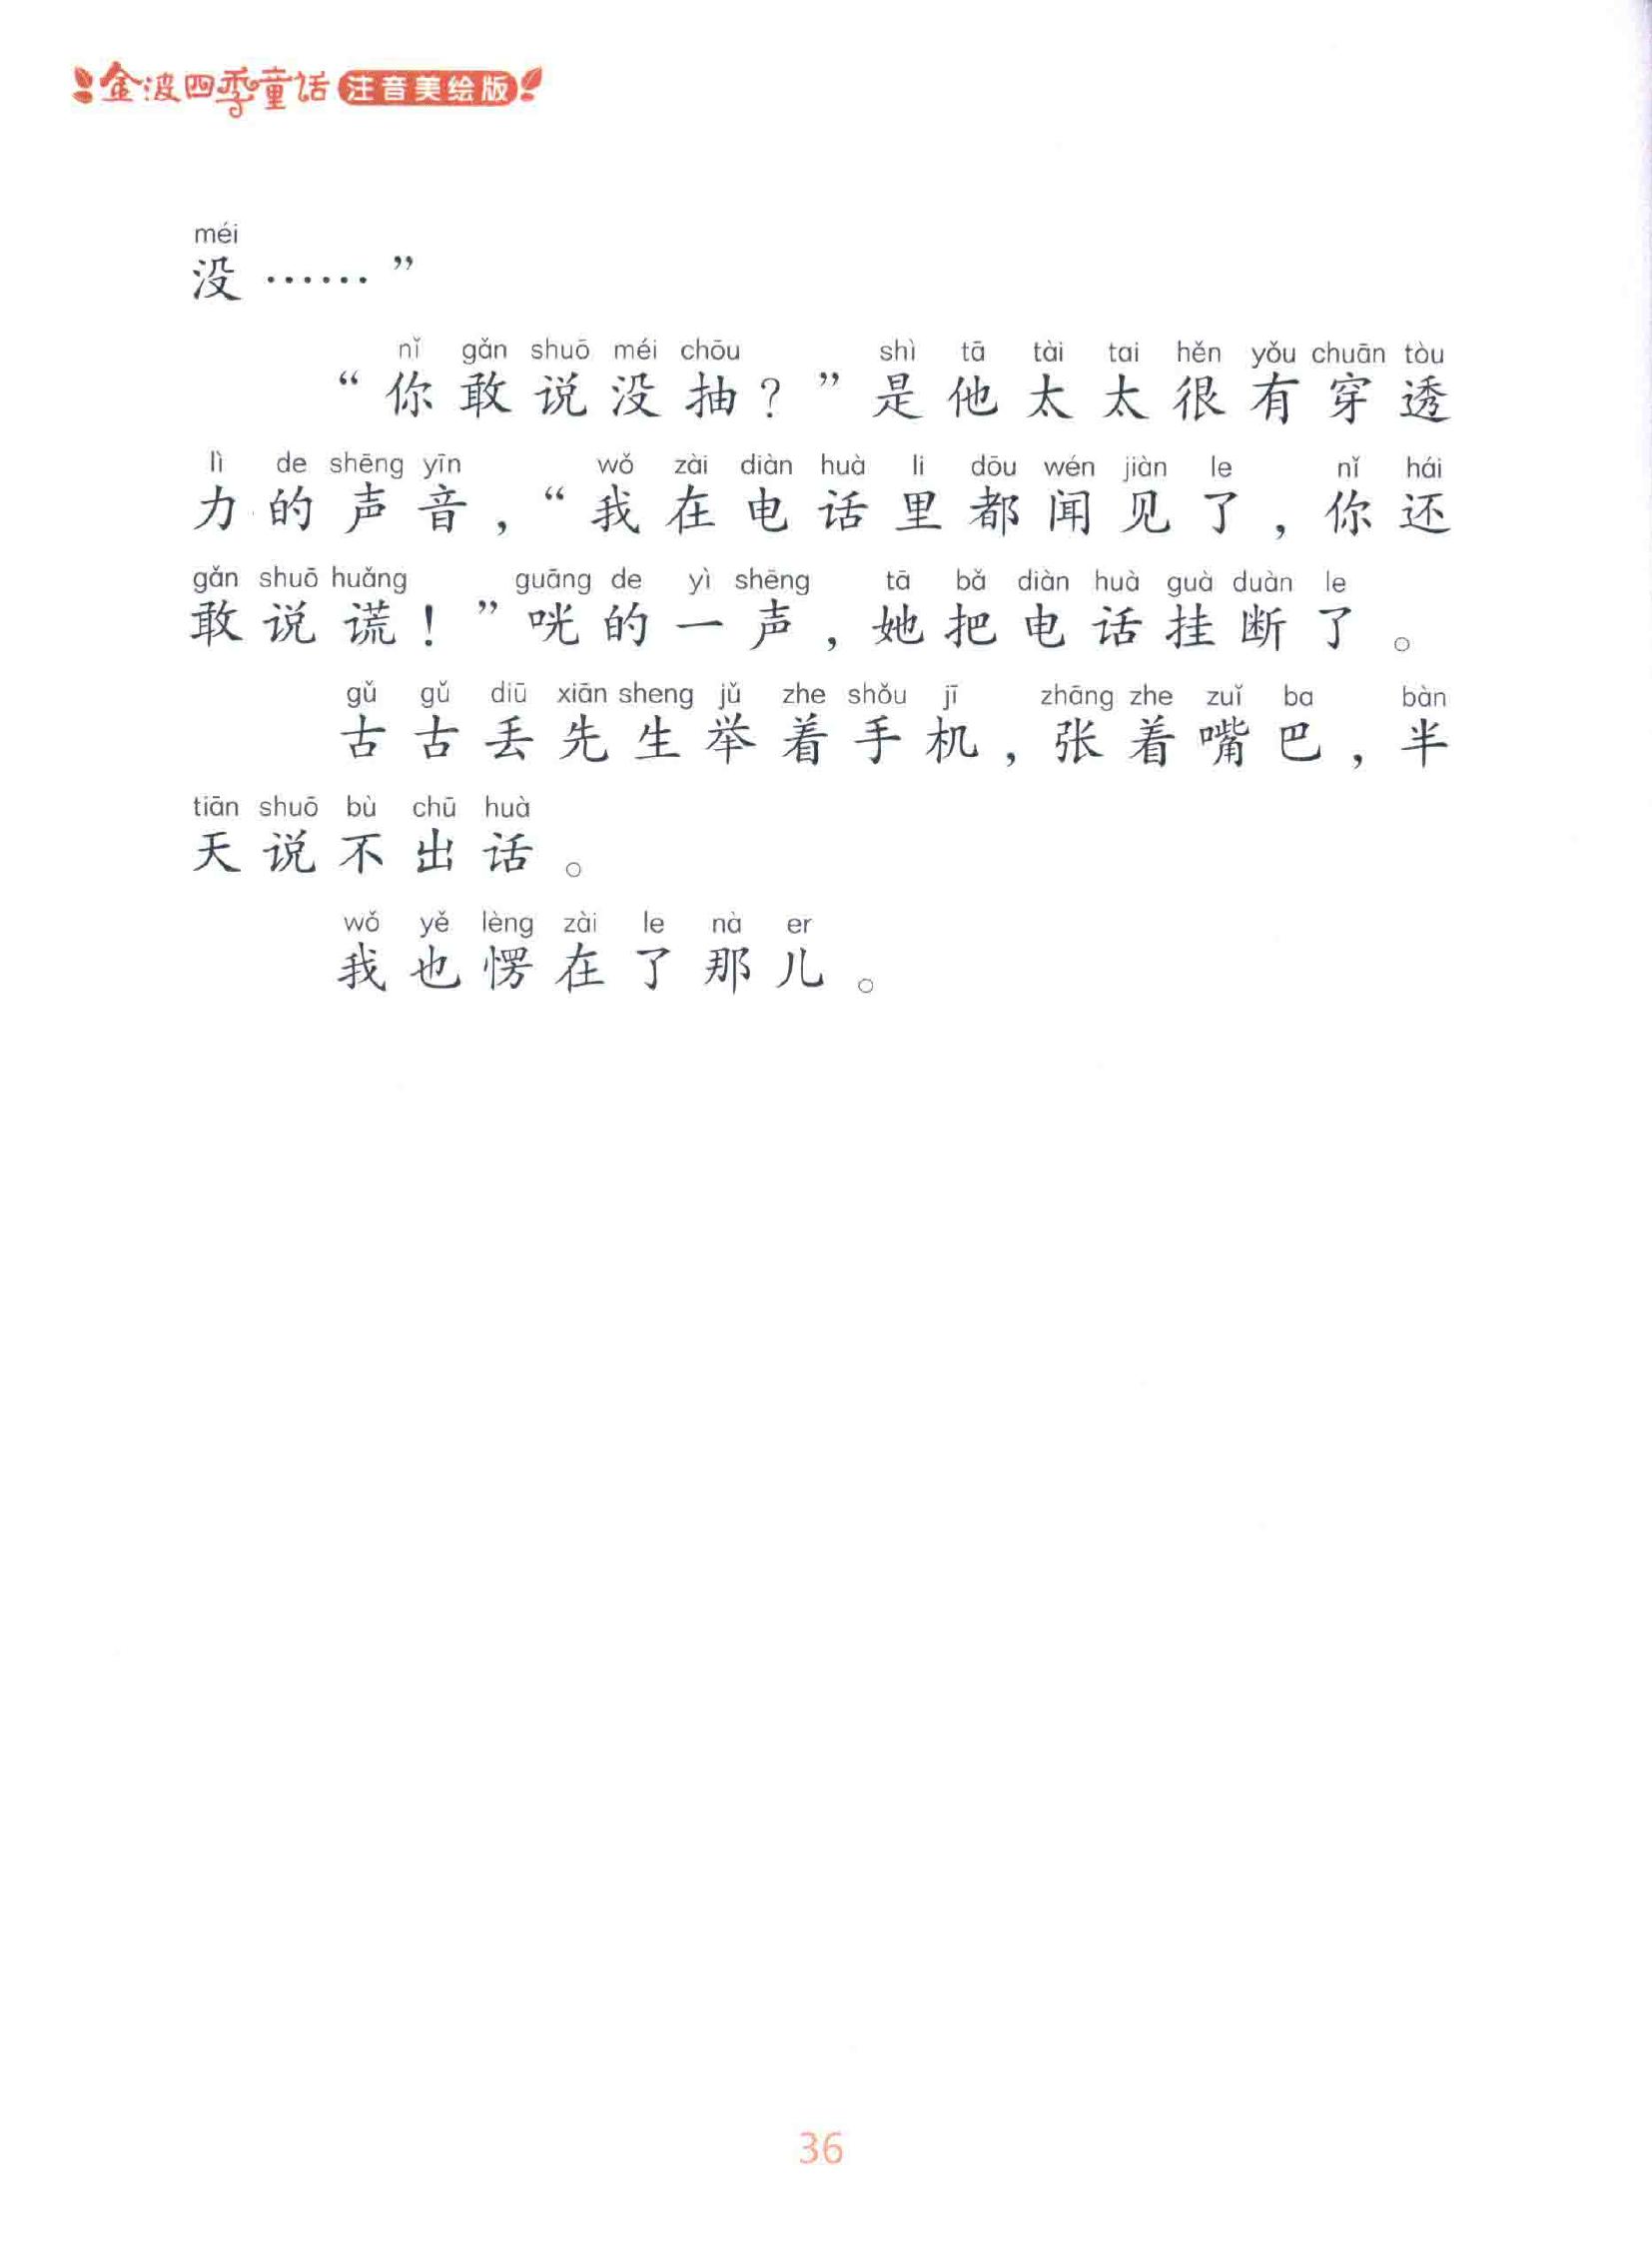 金波四季童话 注音美绘版
méi
没……”
nǐ gǎn shuō méi chōu shì tā tài tai hěn yǒu chuān tòu
“你敢说没抽？”是他太太很有穿透
lì de shēng yīn wǒ zài diàn huà li dōu wén jiàn le nǐ hái
力的声音，“我在电话里都闻见了，你还
gǎn shuō huǎng guāng de yì shēng tā bǎ diàn huà guà duàn le
敢说谎！”咣的一声，她把电话挂断了。
gǔ gǔ diū xiān sheng jǔ zhe shǒu jī zhāng zhe zuǐ ba bàn
古古丢先生举着手机，张着嘴巴，半
tiān shuō bù chū huà
天说不出话。
wǒ yě lèng zài le nà er
我也愣在了那儿。
36